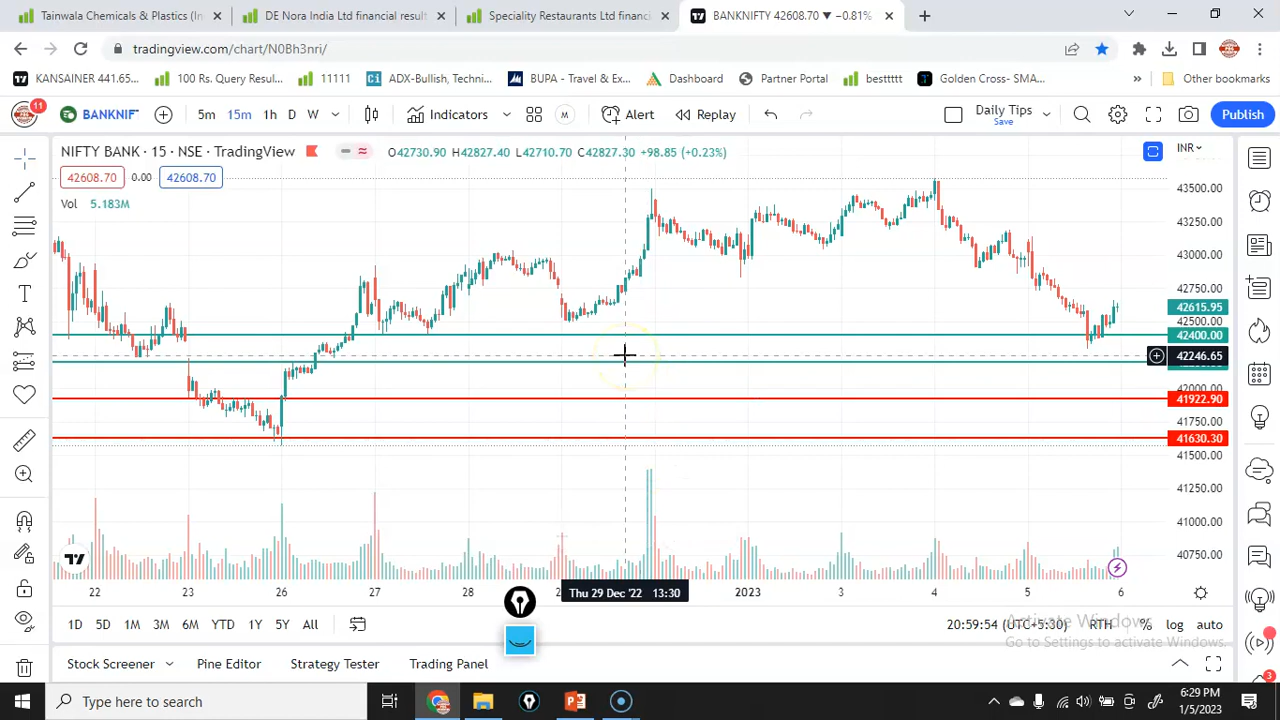 Tainwala Chemicals & Plastics (In
DE Nora India Ltd financial result
Speciality Restaurants Ltd financi
BANKNIFTY 42608.70 ▼ −0.81%
tradingview.com/chart/N0Bh3nri/
KANSAINER 441.65...
100 Rs. Query Resul...
11111
ADX-Bullish, Techni...
BUPA - Travel & Ex...
Dashboard
Partner Portal
besttttt
Golden Cross- SMA...
»
Other bookmarks
11
BANKNIF
5m 15m 1h D W
Indicators
M
Alert
Replay
Daily Tips
Save
Publish
NIFTY BANK · 15 · NSE · TradingView
O42730.90 H42827.40 L42710.70 C42827.30 +98.85 (+0.23%)
INR
42608.70 0.00 42608.70
Vol 5.183M
43500.00
43250.00
43000.00
42750.00
42615.95
42500.00
42400.00
42246.65
42000.00
41922.90
41750.00
41630.30
41500.00
41250.00
41000.00
40750.00
22 23 26 27 28 Thu 29 Dec '22 13:30 2023 3 4 5 6
1D 5D 1M 3M 6M YTD 1Y 5Y All
20:59:54 (UTC+5:30) RTH % log auto
Activate Windows
Go to Settings to activate Windows.
Stock Screener
Pine Editor
Strategy Tester
Trading Panel
3
Type here to search
6:29 PM
1/5/2023